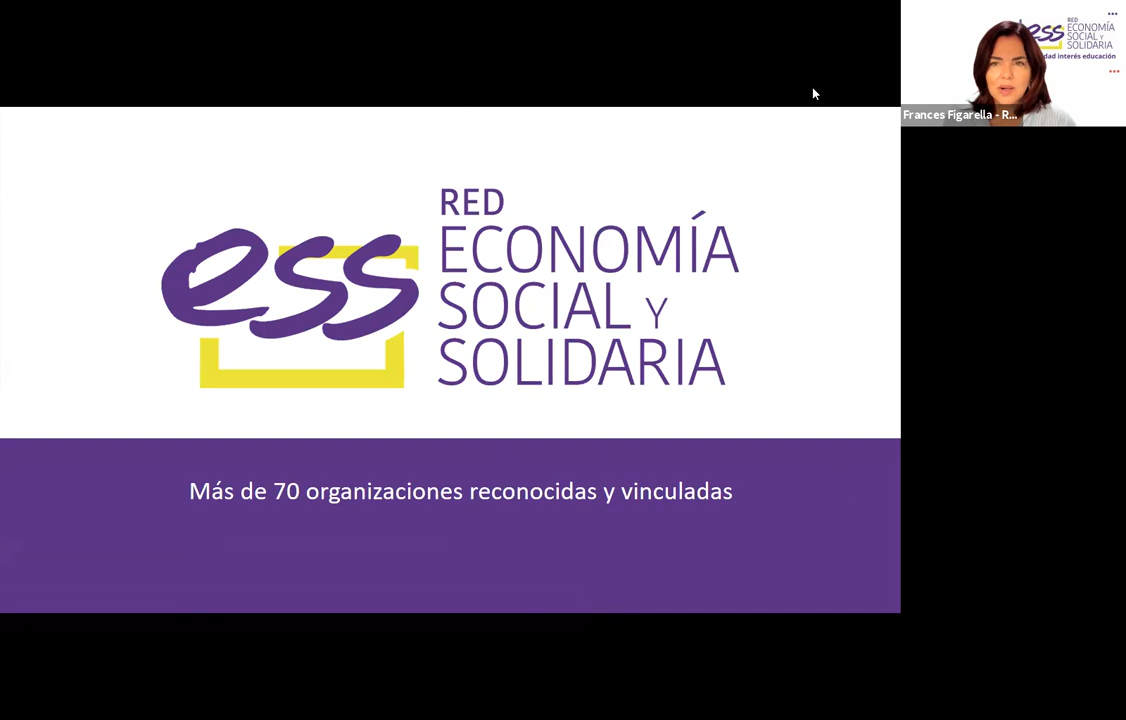 RED
ess ECONOMÍA
SOCIAL Y
SOLIDARIA
Más de 70 organizaciones reconocidas y vinculadas
RED
ess ECONOMÍA
SOCIAL Y
SOLIDARIA
dad interés educación
Frances Figarella - R...